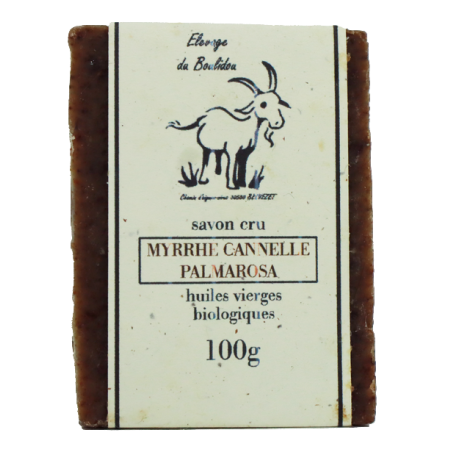 Elevage
du Boulidou
savon cru
MYRRHE CANNELLE
PALMAROSA
huiles vierges
biologiques
100g